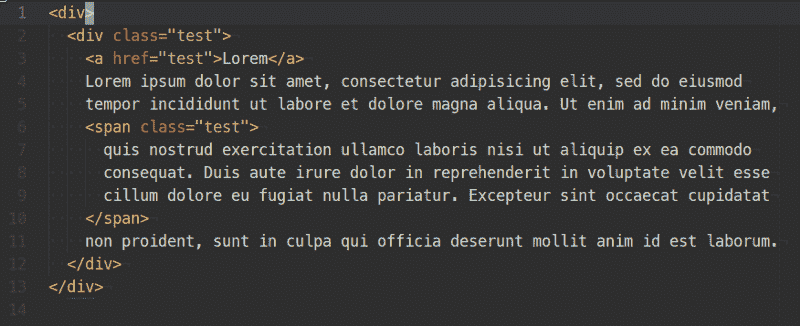 1 <div>
2   <div class="test">
3     <a href="test">Lorem</a>
4     Lorem ipsum dolor sit amet, consectetur adipisicing elit, sed do eiusmod
5     tempor incididunt ut labore et dolore magna aliqua. Ut enim ad minim veniam,
6     <span class="test">
7       quis nostrud exercitation ullamco laboris nisi ut aliquip ex ea commodo
8       consequat. Duis aute irure dolor in reprehenderit in voluptate velit esse
9       cillum dolore eu fugiat nulla pariatur. Excepteur sint occaecat cupidatat
10     </span>
11     non proident, sunt in culpa qui officia deserunt mollit anim id est laborum.
12   </div>
13 </div>
14